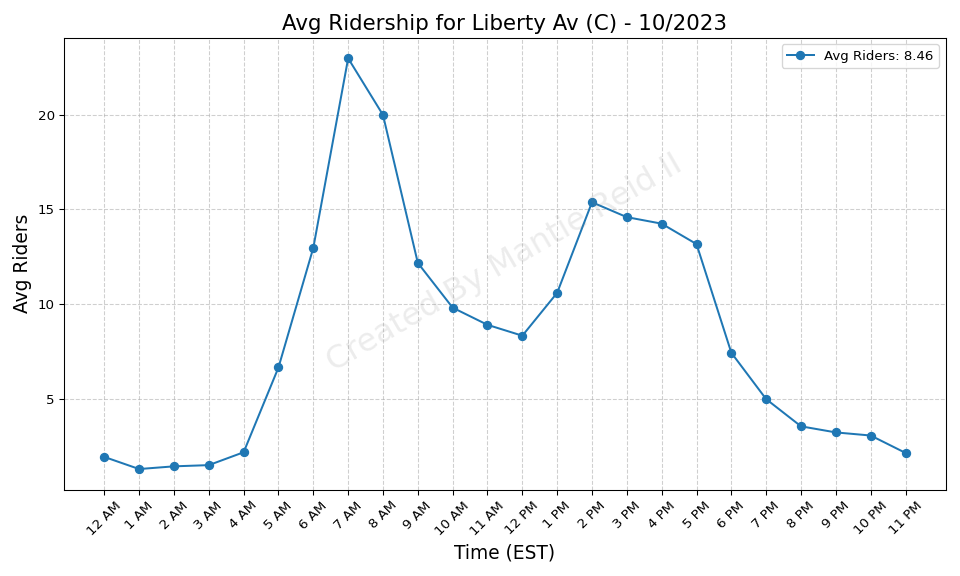 Avg Ridership for Liberty Av (C) - 10/2023
Avg Riders: 8.46
Avg Riders
20
15
10
5
Created By Mantie Reid II
12 AM
1 AM
2 AM
3 AM
4 AM
5 AM
6 AM
7 AM
8 AM
9 AM
10 AM
11 AM
12 PM
1 PM
2 PM
3 PM
4 PM
5 PM
6 PM
7 PM
8 PM
9 PM
10 PM
11 PM
Time (EST)